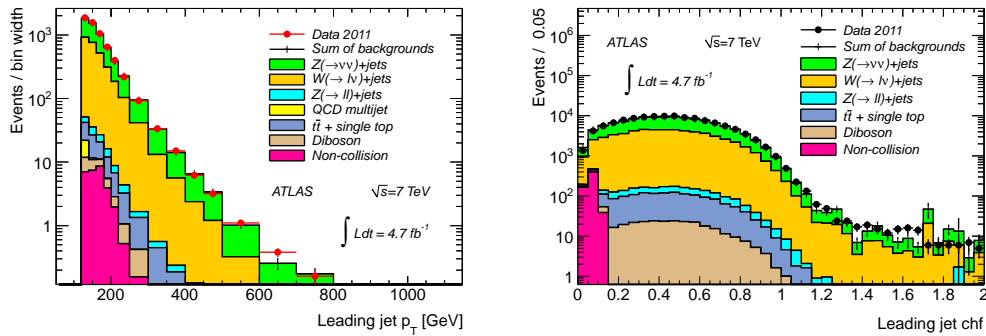 Events / bin width
10³
10²
10
1
Data 2011
Sum of backgrounds
Z(→νν)+jets
W(→ lν)+jets
Z(→ ll)+jets
QCD multijet
tt̄ + single top
Diboson
Non-collision
ATLAS √s=7 TeV
∫ Ldt = 4.7 fb⁻¹
200 400 600 800 1000
Leading jet p_T [GeV]
Events / 0.05
10⁶
10⁵
10⁴
10³
10²
10
1
ATLAS √s=7 TeV
∫ Ldt = 4.7 fb⁻¹
Data 2011
Sum of backgrounds
Z(→νν)+jets
W(→ lν)+jets
Z(→ ll)+jets
tt̄ + single top
Diboson
Non-collision
0 0.2 0.4 0.6 0.8 1 1.2 1.4 1.6 1.8 2
Leading jet chf